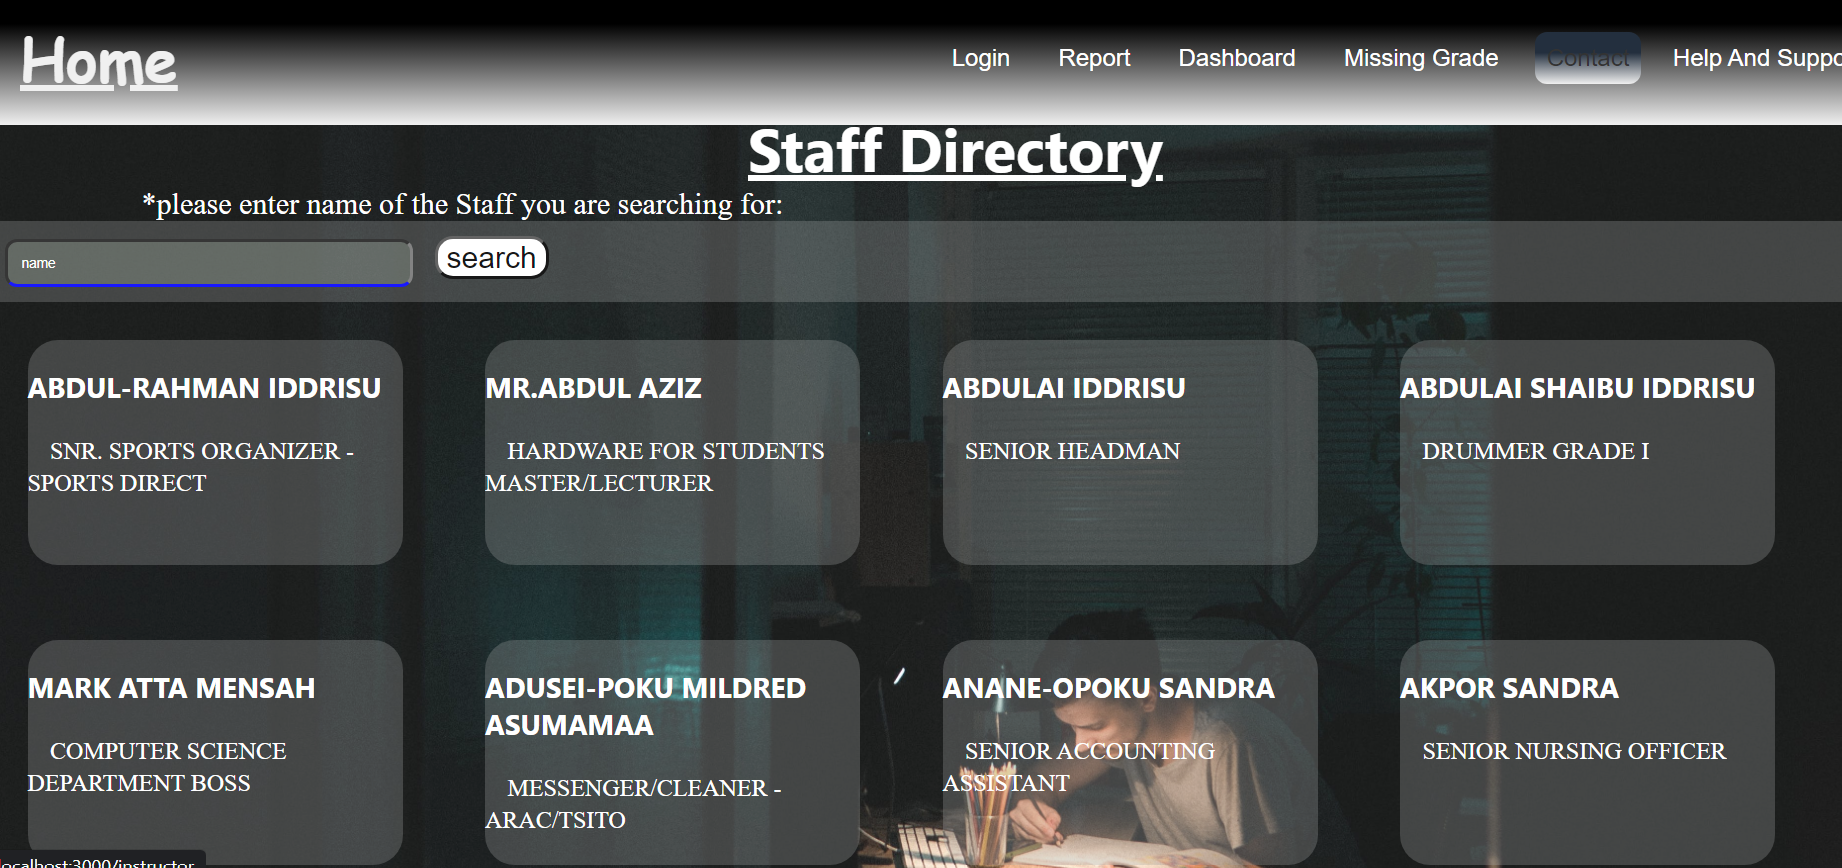 Home
Login Report Dashboard Missing Grade Contact Help And Suppo
Staff Directory
*please enter name of the Staff you are searching for:
name search
ABDUL-RAHMAN IDDRISU
SNR. SPORTS ORGANIZER -
SPORTS DIRECT
MR.ABDUL AZIZ
HARDWARE FOR STUDENTS
MASTER/LECTURER
ABDULAI IDDRISU
SENIOR HEADMAN
ABDULAI SHAIBU IDDRISU
DRUMMER GRADE I
MARK ATTA MENSAH
COMPUTER SCIENCE
DEPARTMENT BOSS
ADUSEI-POKU MILDRED
ASUMAMAA
MESSENGER/CLEANER -
ARAC/TSITO
ANANE-OPOKU SANDRA
SENIOR ACCOUNTING
ASSISTANT
AKPOR SANDRA
SENIOR NURSING OFFICER
ocalhost:3000/instructor